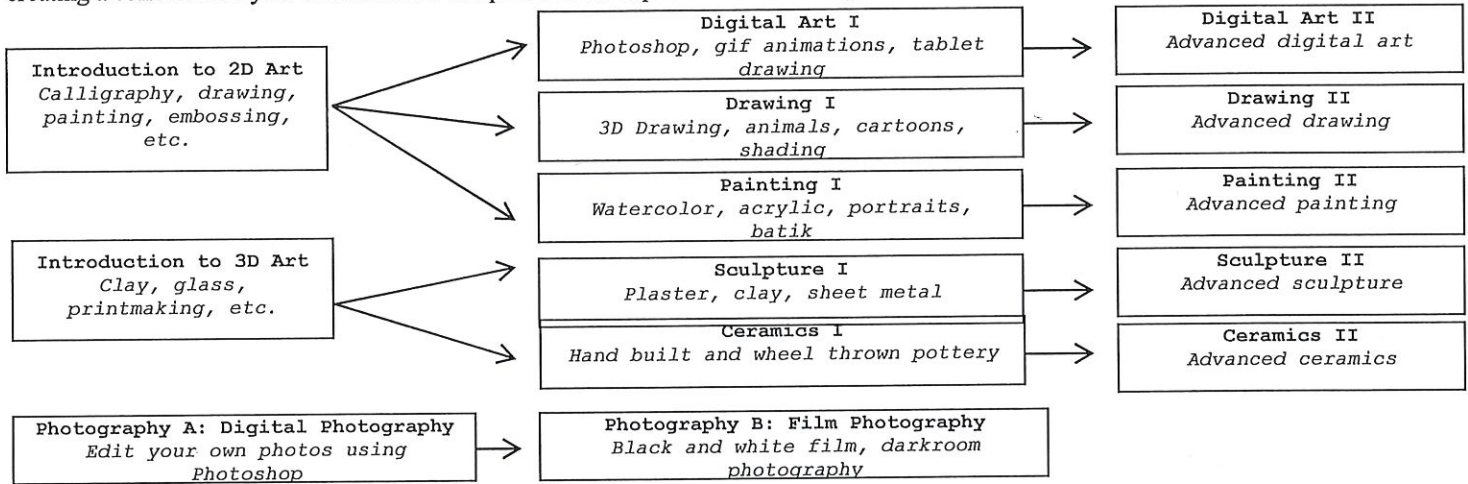 Digital Art I
Photoshop, gif animations, tablet
drawing
Digital Art II
Advanced digital art
Introduction to 2D Art
Calligraphy, drawing,
painting, embossing,
etc.
Drawing I
3D Drawing, animals, cartoons,
shading
Drawing II
Advanced drawing
Painting I
Watercolor, acrylic, portraits,
batik
Painting II
Advanced painting
Introduction to 3D Art
Clay, glass,
printmaking, etc.
Sculpture I
Plaster, clay, sheet metal
Sculpture II
Advanced sculpture
Ceramics I
Hand built and wheel thrown pottery
Ceramics II
Advanced ceramics
Photography A: Digital Photography
Edit your own photos using
Photoshop
Photography B: Film Photography
Black and white film, darkroom
photography